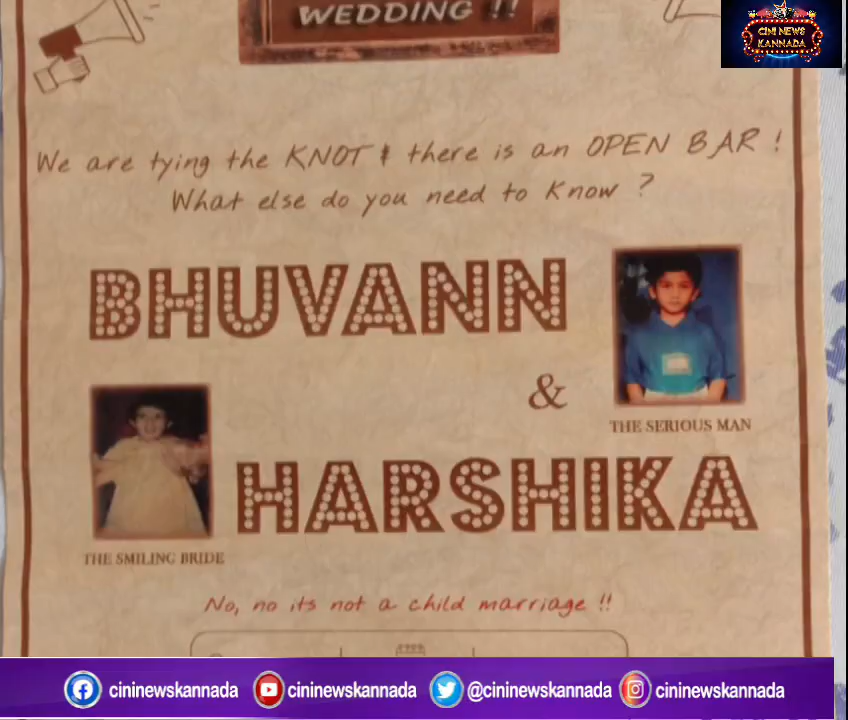 WEDDING !!
CINI NEWS
KANNADA
We are tying the KNOT & there is an OPEN BAR !
What else do you need to know ?
BHUVANN
&
THE SERIOUS MAN
HARSHIKA
THE SMILING BRIDE
No, no its not a child marriage !!
cininewskannada
cininewskannada
@cininewskannada
cininewskannada